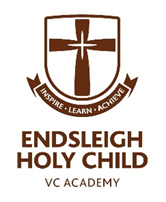 INSPIRE • LEARN • ACHIEVE
ENDSLEIGH
HOLY CHILD
VC ACADEMY